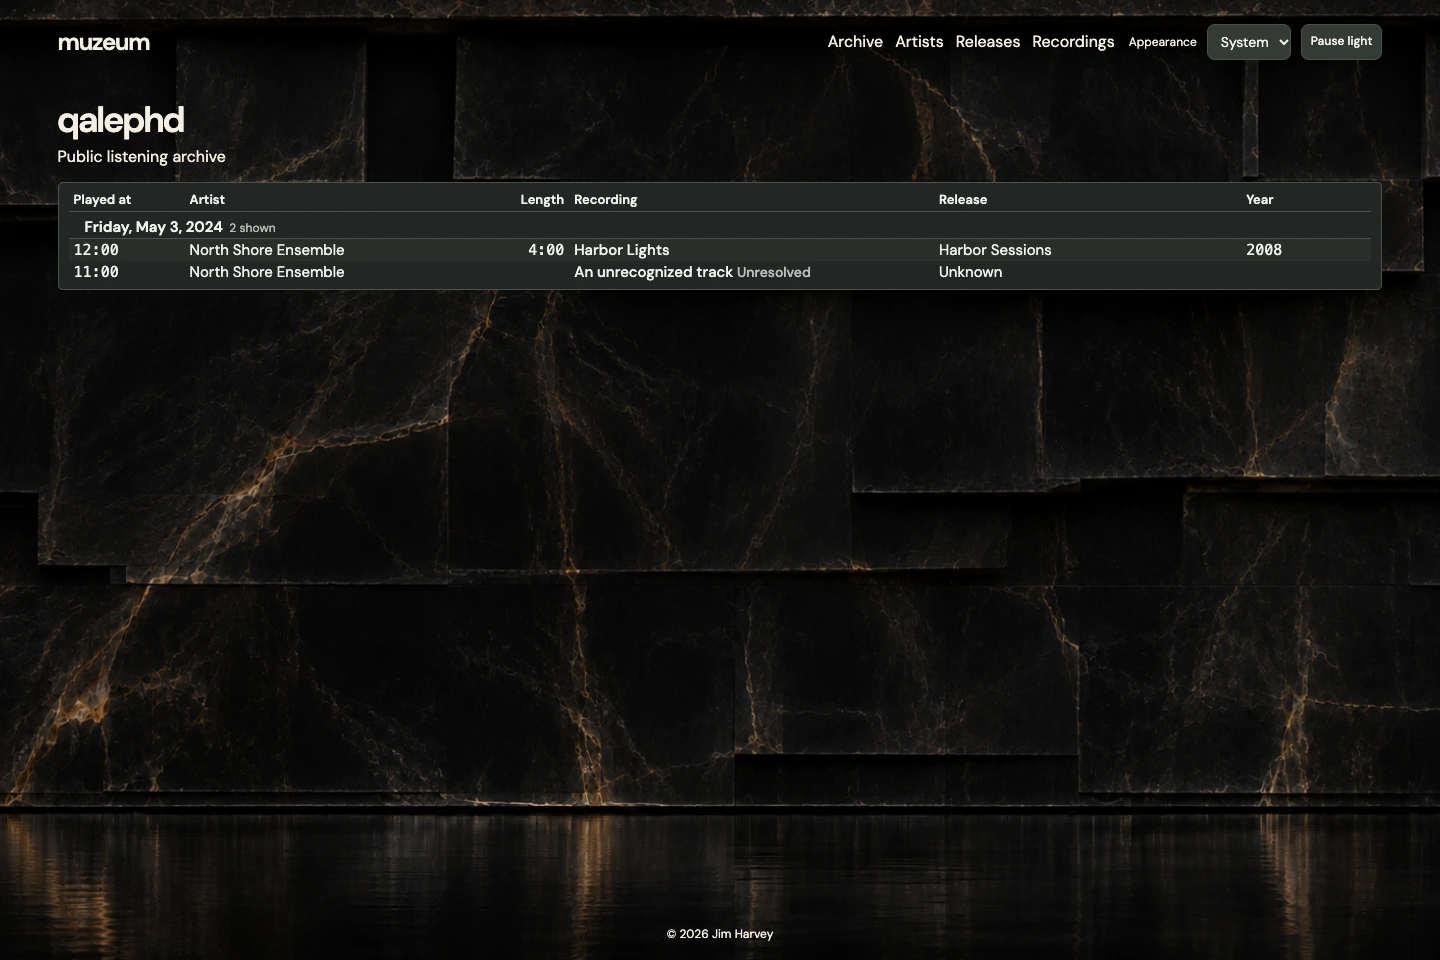 muzeum Archive Artists Releases Recordings Appearance System Pause light
qalephd
Public listening archive
Played at Artist Length Recording Release Year
Friday, May 3, 2024 2 shown
12:00 North Shore Ensemble 4:00 Harbor Lights Harbor Sessions 2008
11:00 North Shore Ensemble An unrecognized track Unresolved Unknown
© 2026 Jim Harvey